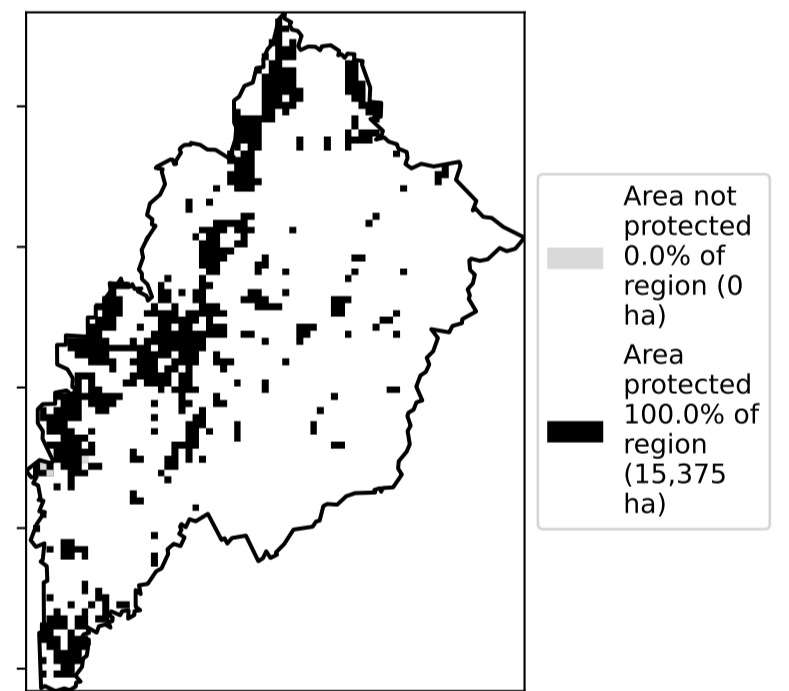 Area not
protected
0.0% of
region (0
ha)
Area
protected
100.0% of
region
(15,375
ha)